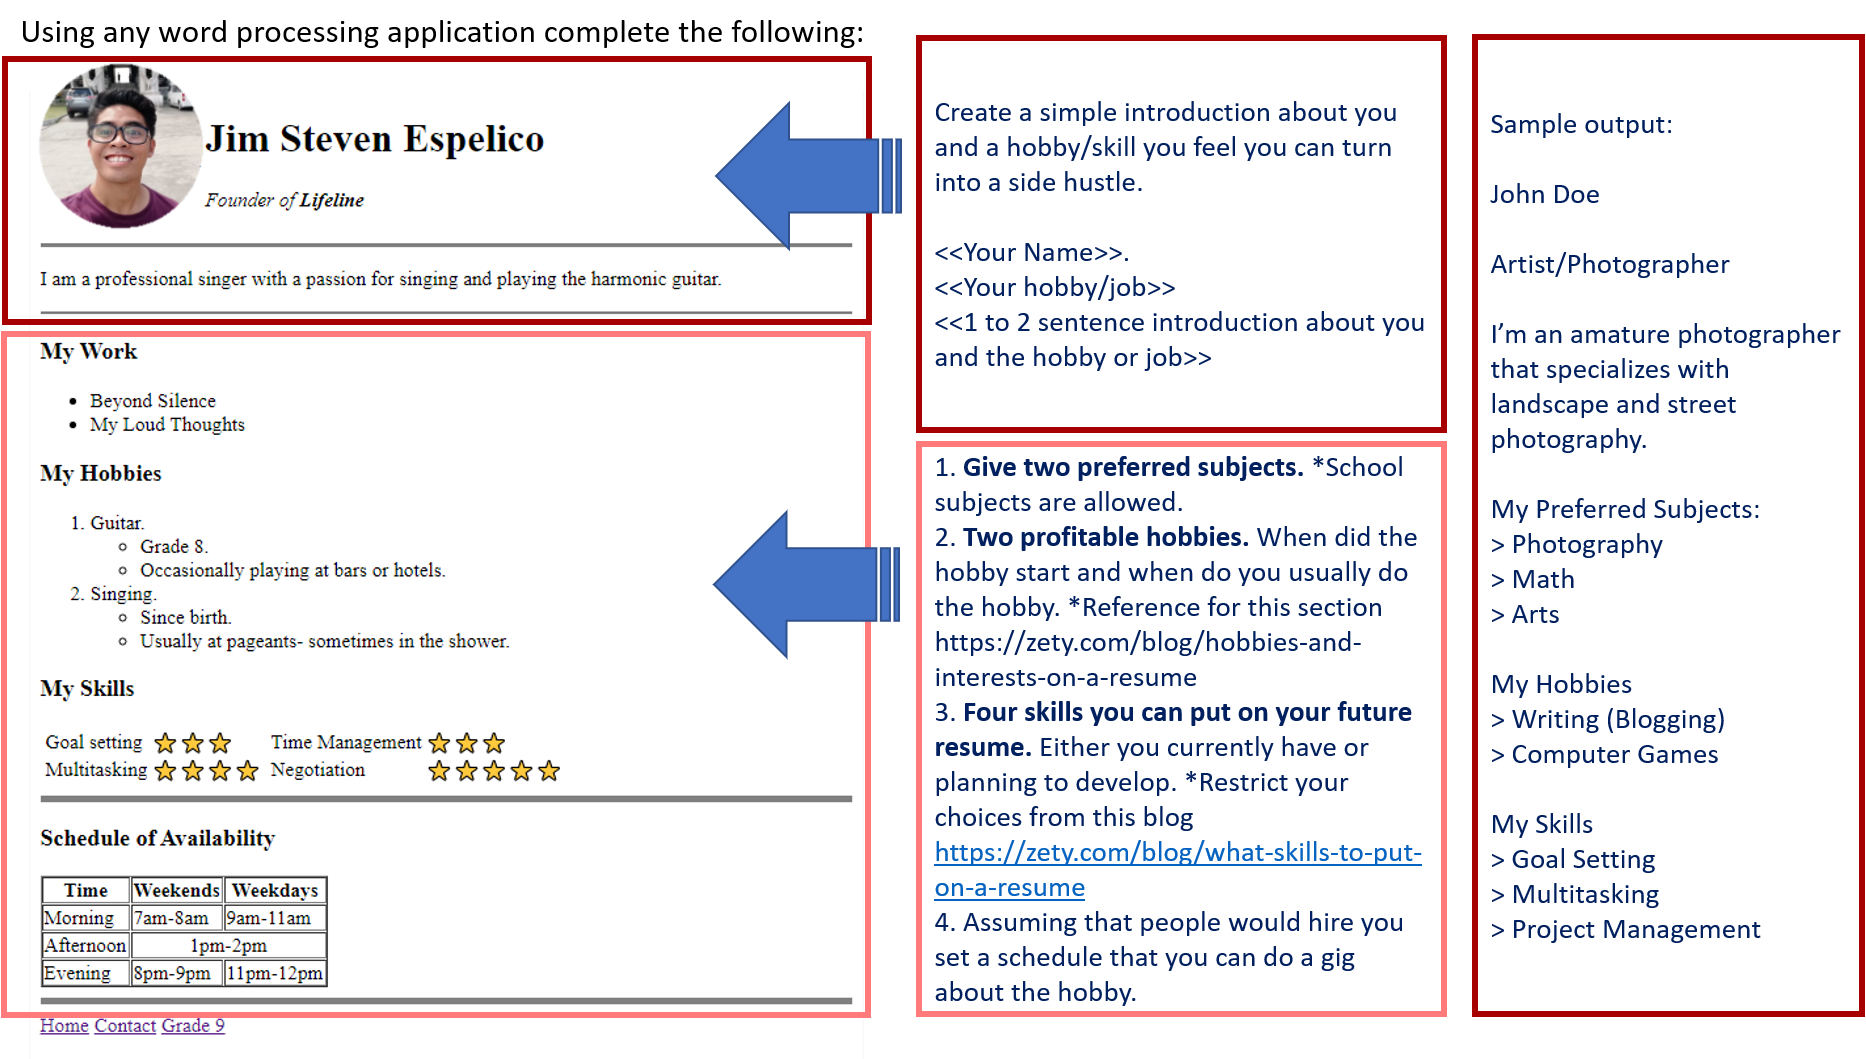 Using any word processing application complete the following:
Jim Steven Espelico
Founder of Lifeline
I am a professional singer with a passion for singing and playing the harmonic guitar.
My Work
• Beyond Silence
• My Loud Thoughts
My Hobbies
1. Guitar.
○ Grade 8.
○ Occasionally playing at bars or hotels.
2. Singing.
○ Since birth.
○ Usually at pageants- sometimes in the shower.
My Skills
Goal setting ⭐⭐⭐ Time Management ⭐⭐⭐
Multitasking ⭐⭐⭐⭐ Negotiation ⭐⭐⭐⭐⭐
Schedule of Availability
Time Weekends Weekdays
Morning 7am-8am 9am-11am
Afternoon 1pm-2pm
Evening 8pm-9pm 11pm-12pm
Home Contact Grade 9
Create a simple introduction about you
and a hobby/skill you feel you can turn
into a side hustle.
<<Your Name>>.
<<Your hobby/job>>
<<1 to 2 sentence introduction about you
and the hobby or job>>
1. Give two preferred subjects. *School
subjects are allowed.
2. Two profitable hobbies. When did the
hobby start and when do you usually do
the hobby. *Reference for this section
https://zety.com/blog/hobbies-and-
interests-on-a-resume
3. Four skills you can put on your future
resume. Either you currently have or
planning to develop. *Restrict your
choices from this blog
https://zety.com/blog/what-skills-to-put-
on-a-resume
4. Assuming that people would hire you
set a schedule that you can do a gig
about the hobby.
Sample output:
John Doe
Artist/Photographer
I’m an amature photographer
that specializes with
landscape and street
photography.
My Preferred Subjects:
> Photography
> Math
> Arts
My Hobbies
> Writing (Blogging)
> Computer Games
My Skills
> Goal Setting
> Multitasking
> Project Management